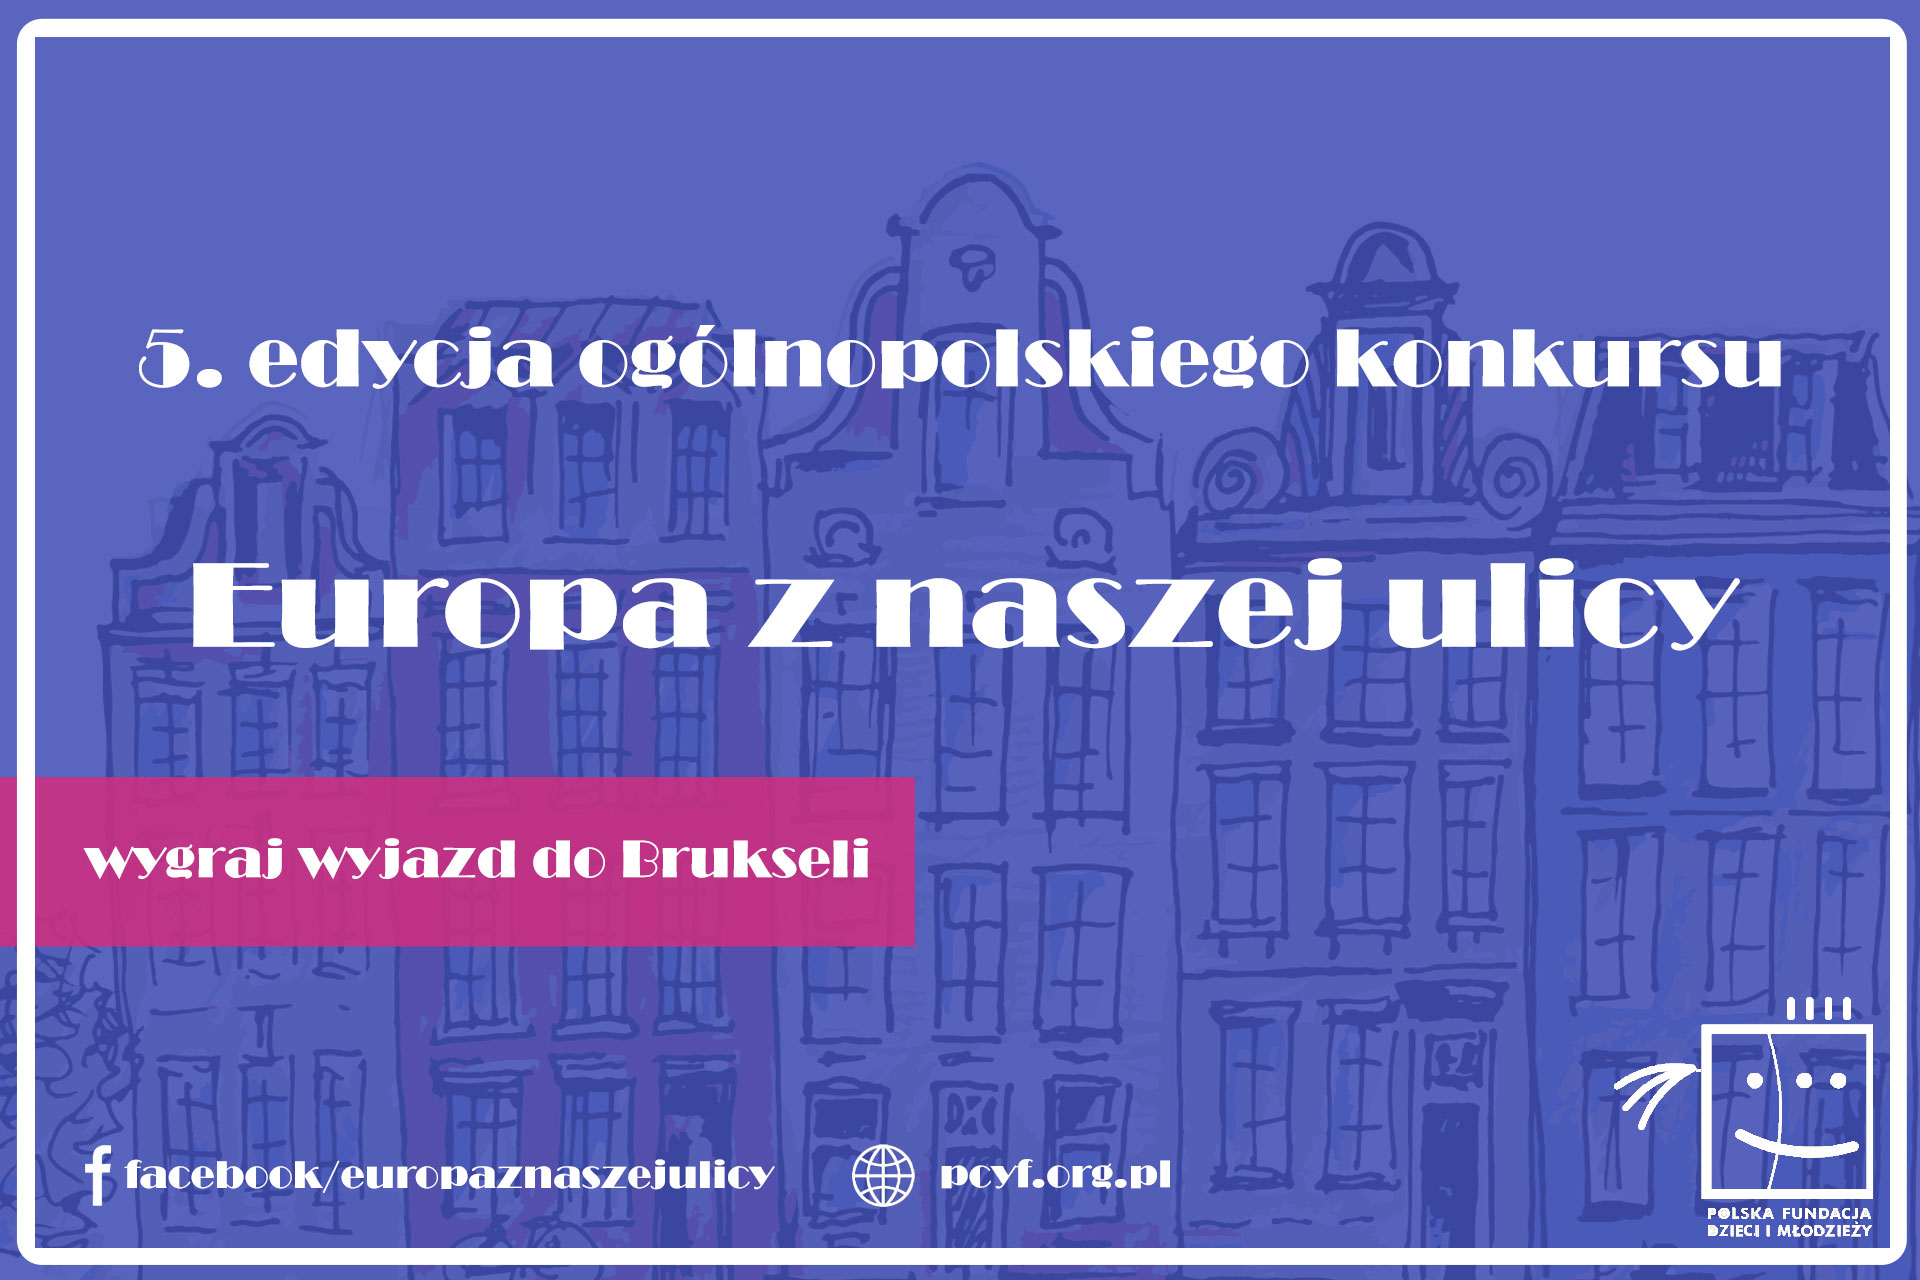 5. edycja ogólnopolskiego konkursu
Europa z naszej ulicy
wygraj wyjazd do Brukseli
facebook/europaznaszejulicy
pcyf.org.pl
POLSKA FUNDACJA
DZIECI I MŁODZIEŻY